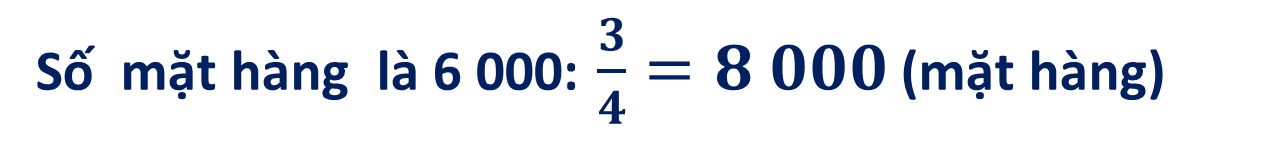 Số mặt hàng là 6 000: 3/4 = 8 000 (mặt hàng)